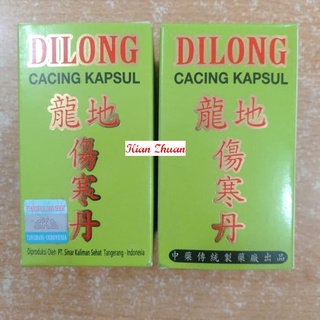 DILONG
CACING KAPSUL
龍地
傷
寒
丹
Diproduksi Oleh PT. Sinar Kaliman Sehat Tangerang - Indonesia
DILONG
CACING KAPSUL
龍地
傷
寒
丹
中藥傳統製藥廠出品
Kian Zhuan